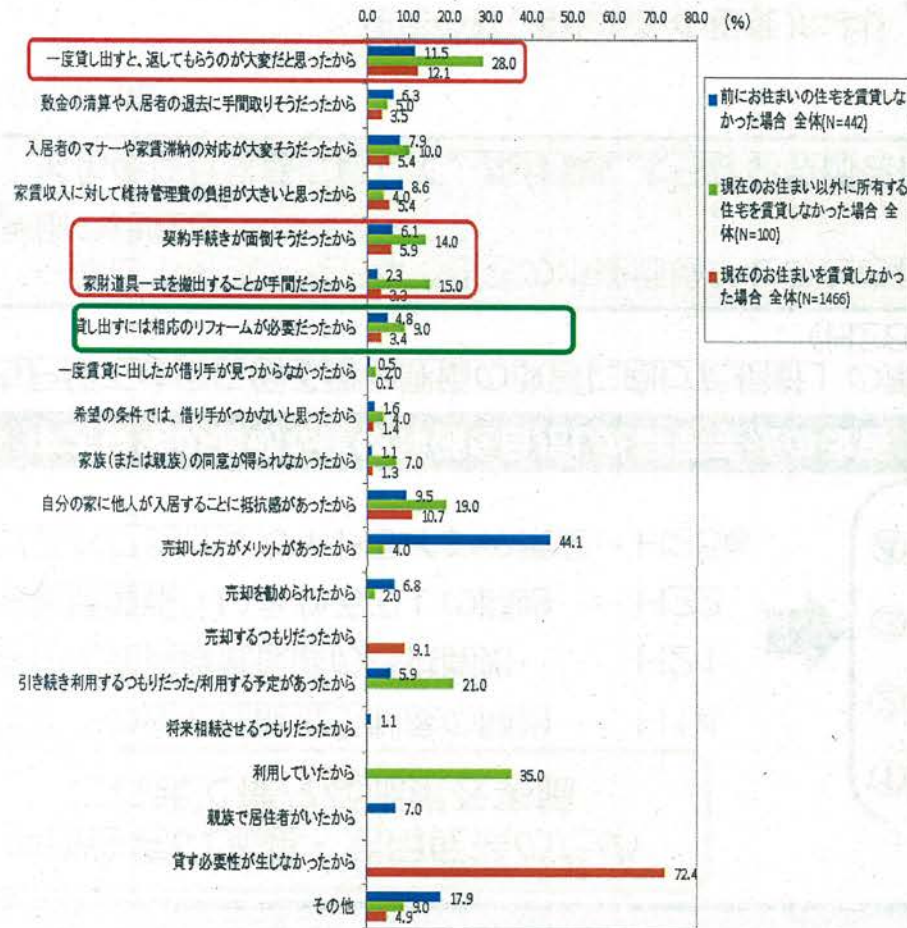 0.0 10.0 20.0 30.0 40.0 50.0 60.0 70.0 80.0 (%)
一度貸し出すと、返してもらうのが大変だと思ったから
11.5
28.0
12.1
敷金の清算や入居者の退去に手間取りそうだったから
6.3
5.0
3.5
入居者のマナーや家賃滞納の対応が大変そうだったから
7.9
10.0
5.4
家賃収入に対して維持管理費の負担が大きいと思ったから
8.6
4.0
5.4
契約手続きが面倒そうだったから
6.1
14.0
5.9
家財道具一式を搬出することが手間だったから
2.3
15.0
3.3
貸し出すには相応のリフォームが必要だったから
4.8
9.0
3.4
一度賃貸に出したが借り手が見つからなかったから
0.5
2.0
0.1
希望の条件では、借り手がつかないと思ったから
1.6
4.0
1.4
家族(または親族)の同意が得られなかったから
1.1
7.0
1.3
自分の家に他人が入居することに抵抗感があったから
9.5
19.0
10.7
売却した方がメリットがあったから
44.1
4.0
売却を勧められたから
6.8
2.0
売却するつもりだったから
9.1
引き続き利用するつもりだった/利用する予定があったから
5.9
21.0
将来相続させるつもりだったから
1.1
利用していたから
35.0
親族で居住者がいたから
7.0
貸す必要性が生じなかったから
72.4
その他
17.9
9.0
4.9
前にお住まいの住宅を賃貸しな
かった場合 全体(N=442)
現在のお住まい以外に所有する
住宅を賃貸しなかった場合 全
体(N=100)
現在のお住まいを賃貸しなかっ
た場合 全体(N=1466)